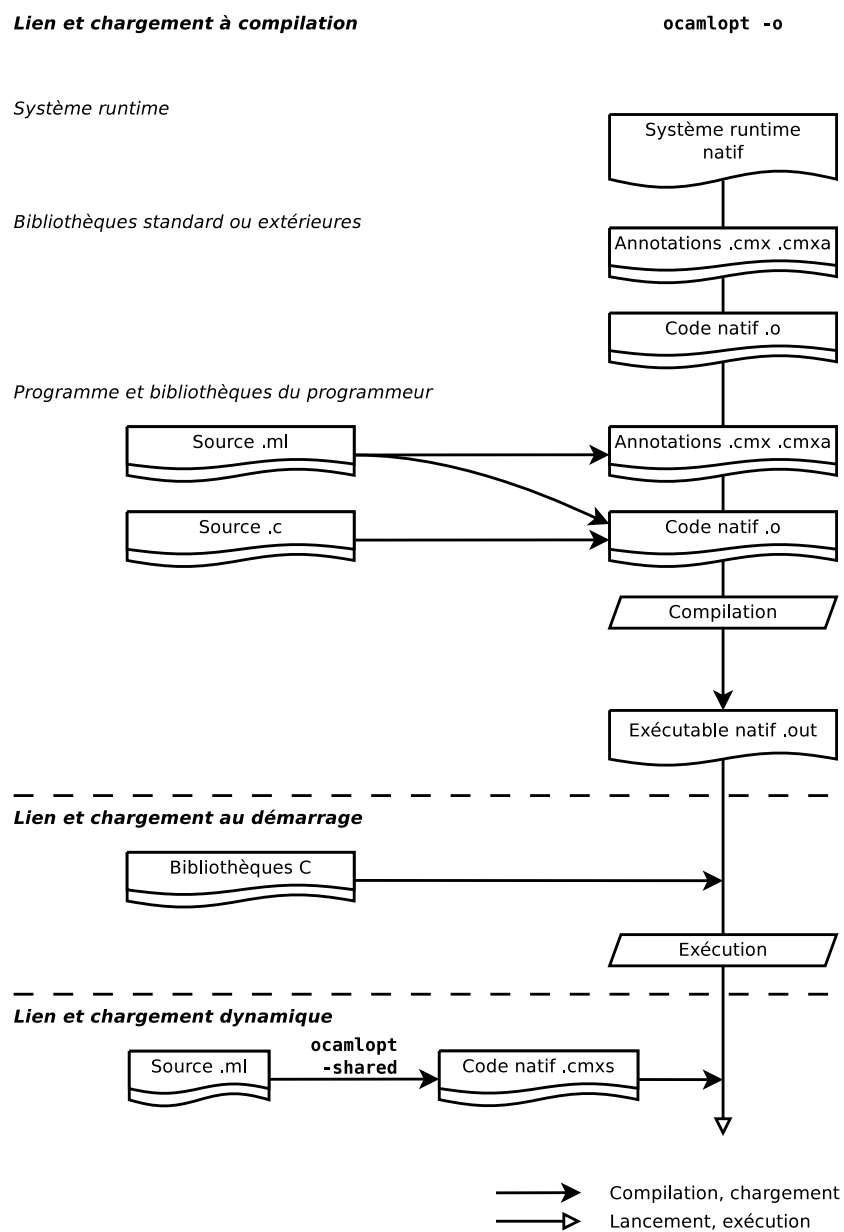 Lien et chargement à compilation
ocamlopt -o
Système runtime
Système runtime
natif
Bibliothèques standard ou extérieures
Annotations .cmx .cmxa
Code natif .o
Programme et bibliothèques du programmeur
Source .ml
Annotations .cmx .cmxa
Source .c
Code natif .o
Compilation
Exécutable natif .out
Lien et chargement au démarrage
Bibliothèques C
Exécution
Lien et chargement dynamique
ocamlopt
-shared
Source .ml
Code natif .cmxs
Compilation, chargement
Lancement, exécution